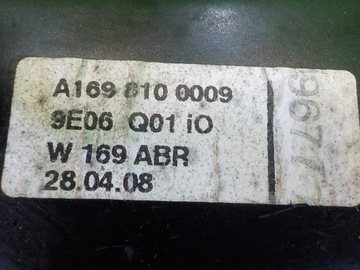 A169 810 0009
9E06 Q01 iO
W 169 ABR
28.04.08
9677